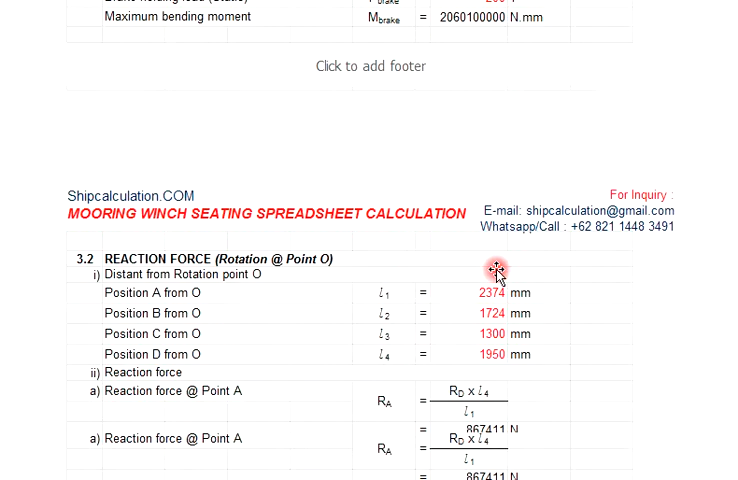 Maximum bending moment Mbrake = 2060100000 N.mm
Click to add footer
Shipcalculation.COM
For Inquiry :
MOORING WINCH SEATING SPREADSHEET CALCULATION
E-mail: shipcalculation@gmail.com
Whatsapp/Call : +62 821 1448 3491
3.2 REACTION FORCE (Rotation @ Point O)
i) Distant from Rotation point O
Position A from O l1 = 2374 mm
Position B from O l2 = 1724 mm
Position C from O l3 = 1300 mm
Position D from O l4 = 1950 mm
ii) Reaction force
a) Reaction force @ Point A RA = RD x l4
l1
= 867411 N
a) Reaction force @ Point A RA = RD x l4
l1
= 867411 N